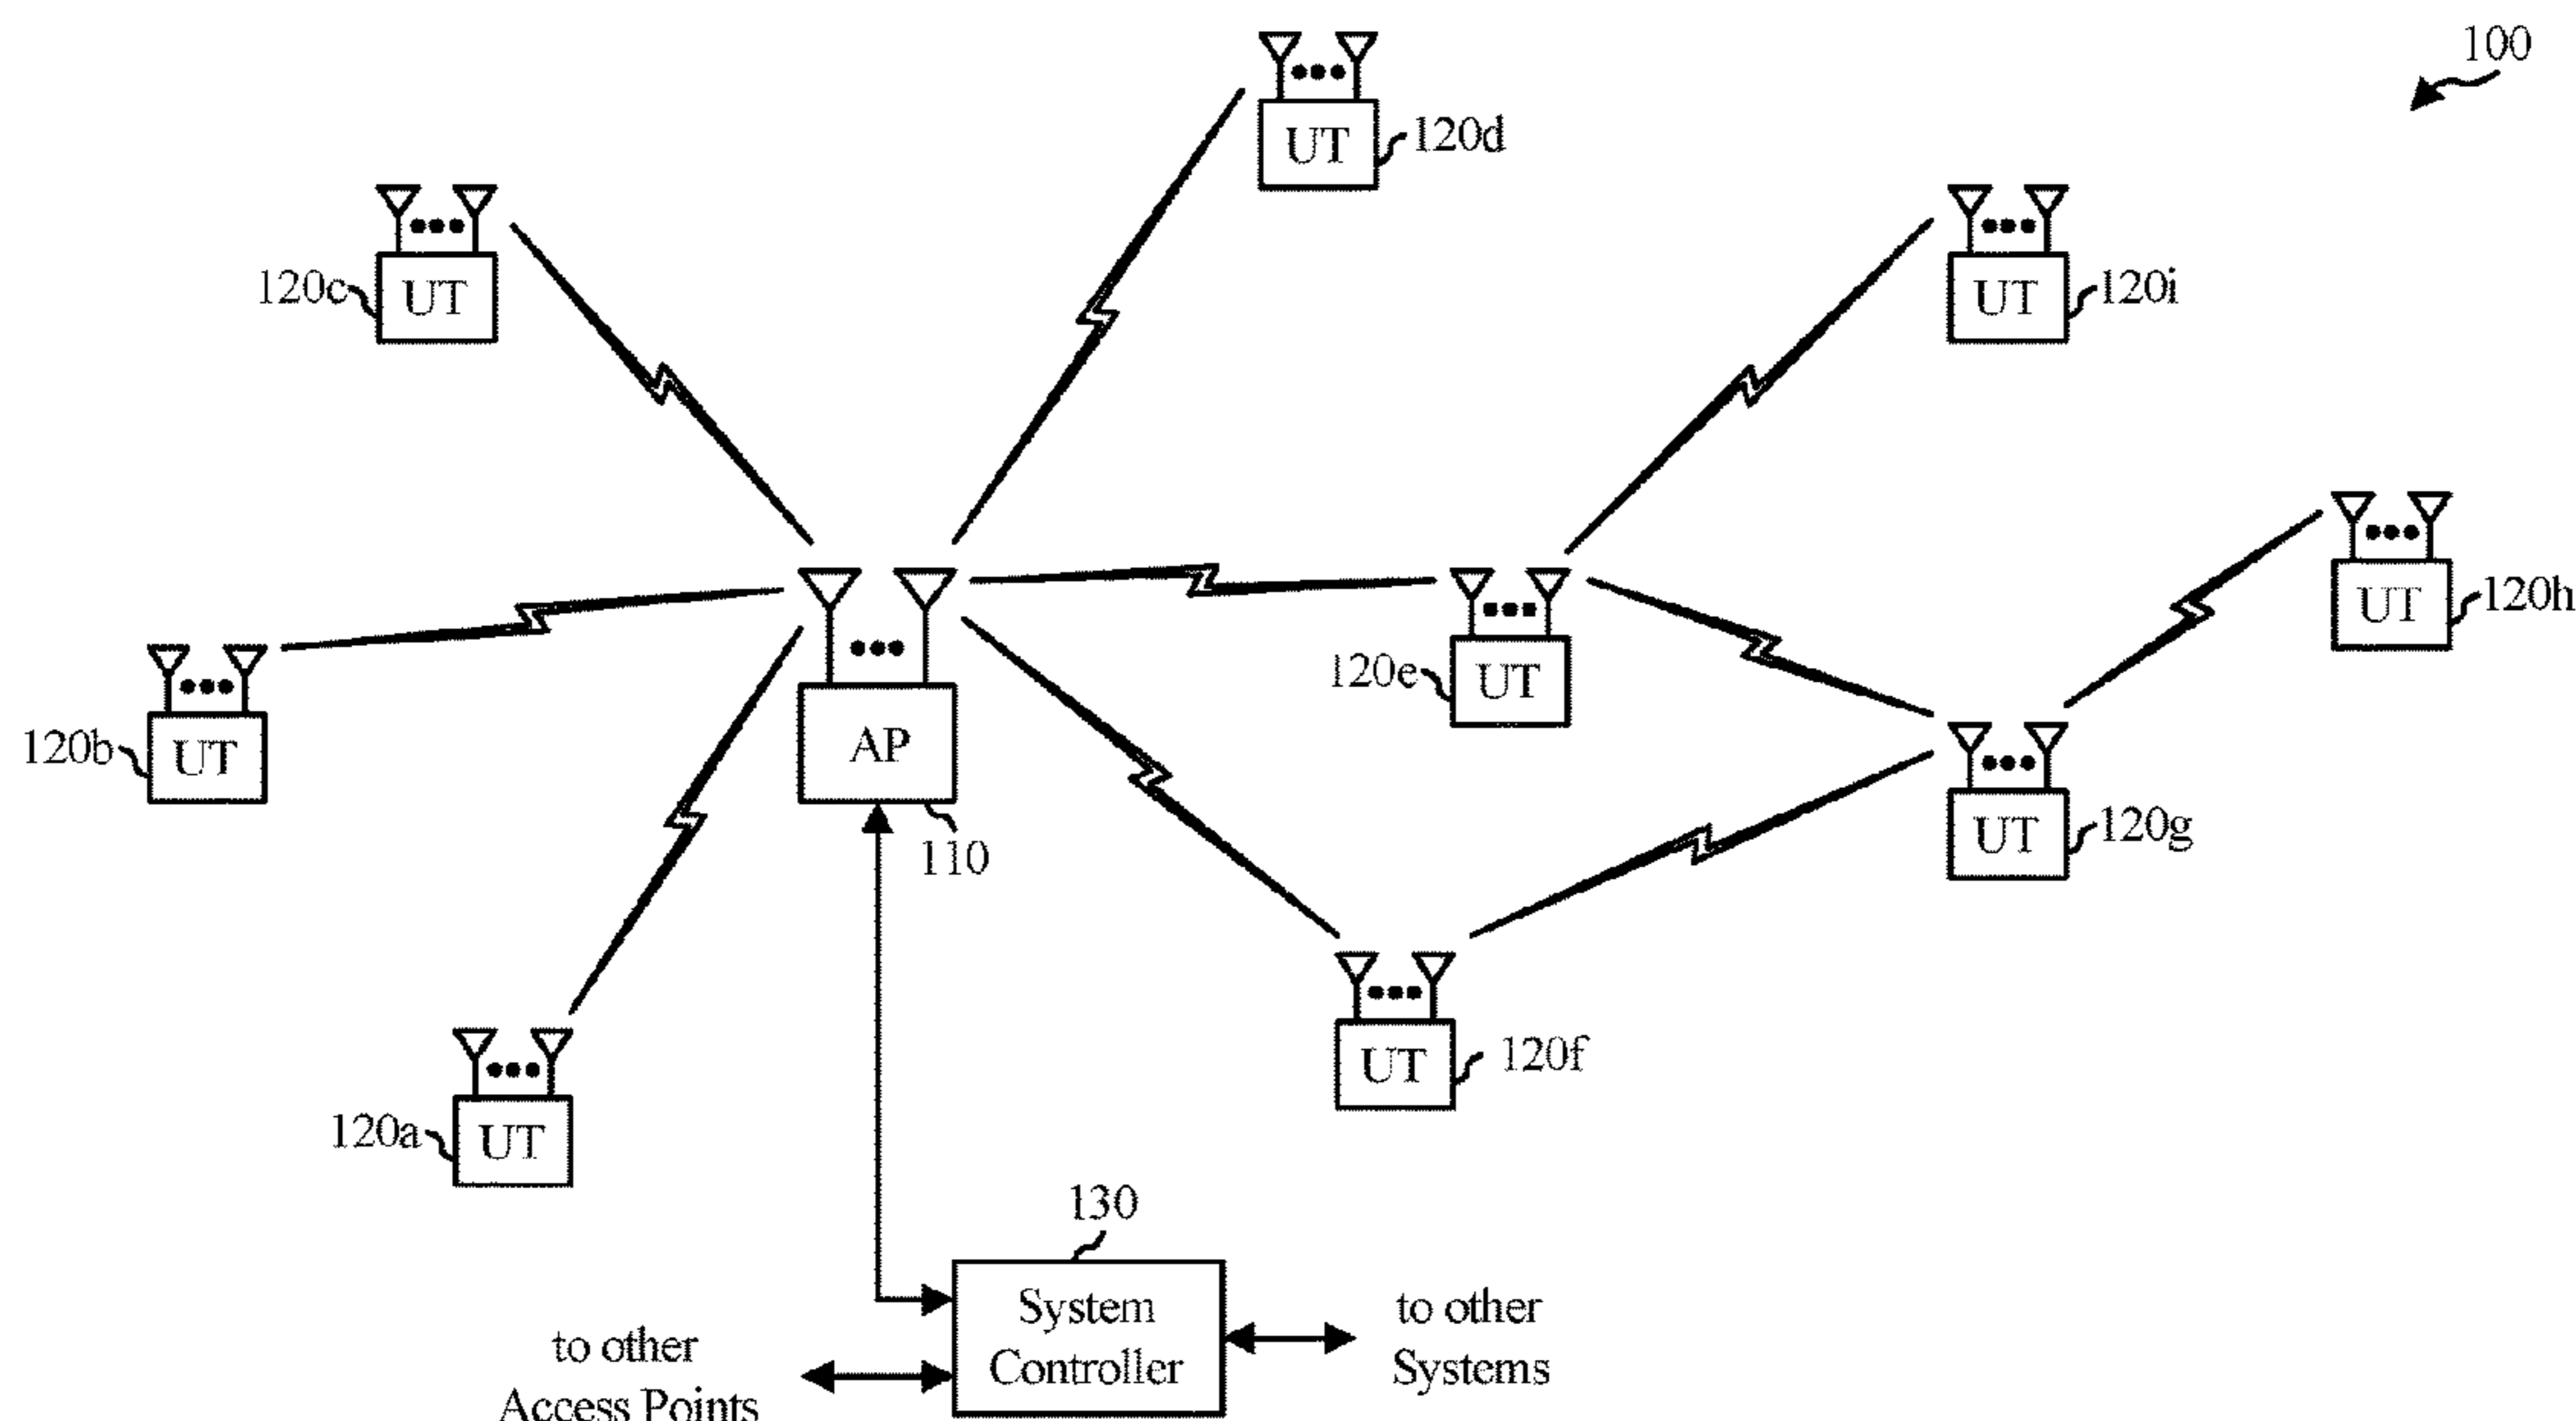 100
UT
120d
120c
UT
UT
120i
UT
120h
120e
UT
120b
UT
AP
110
UT
120g
UT
120f
120a
UT
130
System
Controller
to other
Systems
to other
Access Points